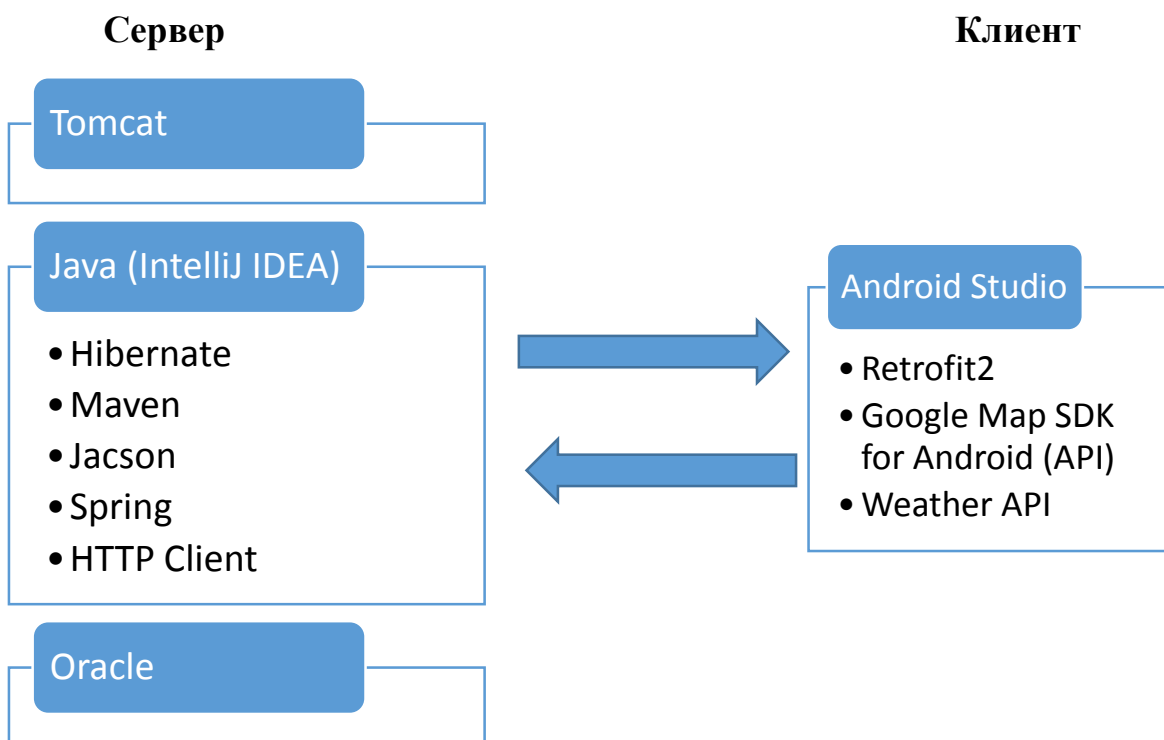 Сервер
Клиент
Tomcat
Java (IntelliJ IDEA)
• Hibernate
• Maven
• Jacson
• Spring
• HTTP Client
Oracle
Android Studio
• Retrofit2
• Google Map SDK
for Android (API)
• Weather API